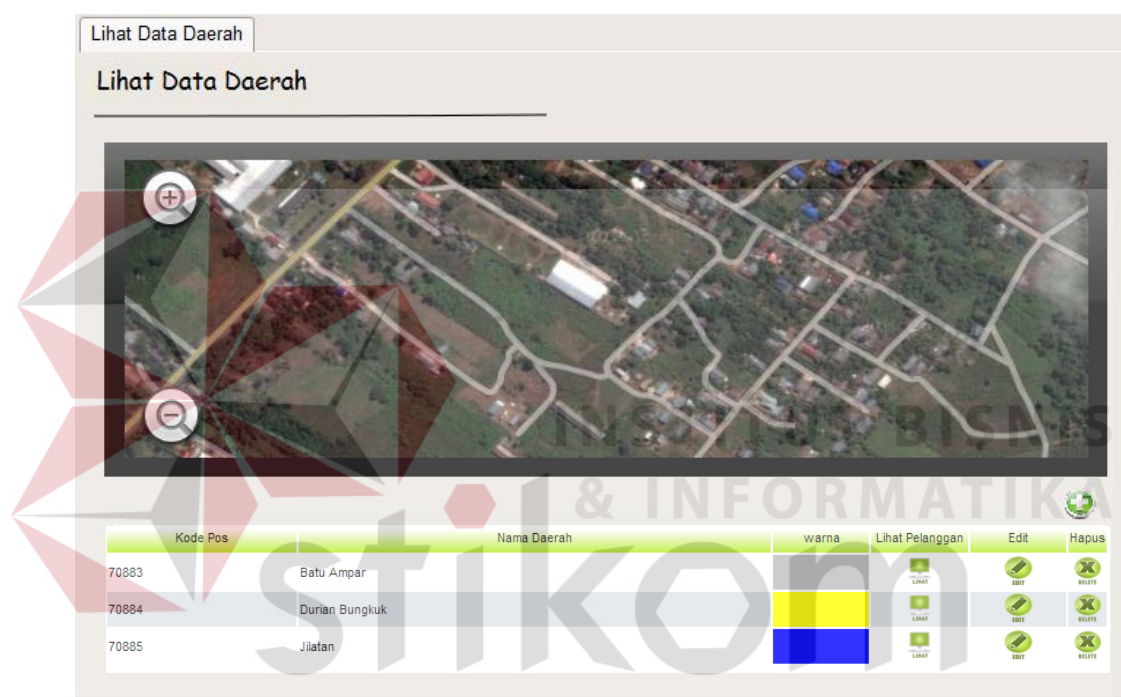 Lihat Data Daerah
Lihat Data Daerah
INSTITUT BISNIS
& INFORMATIKA
stikom
Kode Pos Nama Daerah warna Lihat Pelanggan Edit Hapus
70883 Batu Ampar LIHAT EDIT DELETE
70884 Durian Bungkuk LIHAT EDIT DELETE
70885 Jilatan LIHAT EDIT DELETE